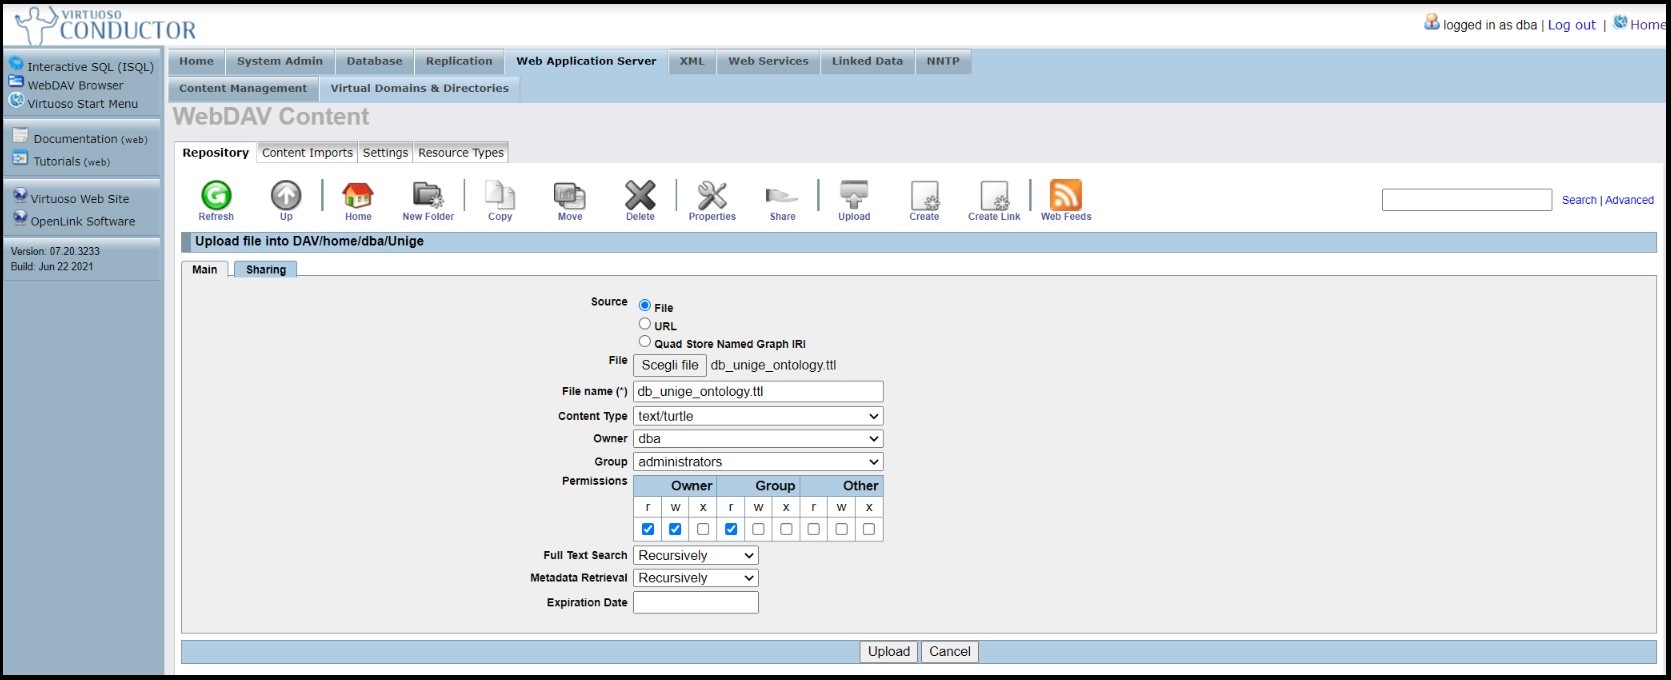 VIRTUOSO
CONDUCTOR
logged in as dba | Log out | Home
Interactive SQL (ISQL)
WebDAV Browser
Virtuoso Start Menu
Documentation (web)
Tutorials (web)
Virtuoso Web Site
OpenLink Software
Version: 07.20.3233
Build: Jun 22 2021
Home System Admin Database Replication Web Application Server XML Web Services Linked Data NNTP
Content Management Virtual Domains & Directories
WebDAV Content
Repository Content Imports Settings Resource Types
Refresh Up Home New Folder Copy Move Delete Properties Share Upload Create Create Link Web Feeds
Search | Advanced
Upload file into DAV/home/dba/Unige
Main Sharing
Source File
URL
Quad Store Named Graph IRI
File Scegli file db_unige_ontology.ttl
File name (*) db_unige_ontology.ttl
Content Type text/turtle
Owner dba
Group administrators
Permissions Owner Group Other
r w x r w x r w x
Full Text Search Recursively
Metadata Retrieval Recursively
Expiration Date
Upload Cancel